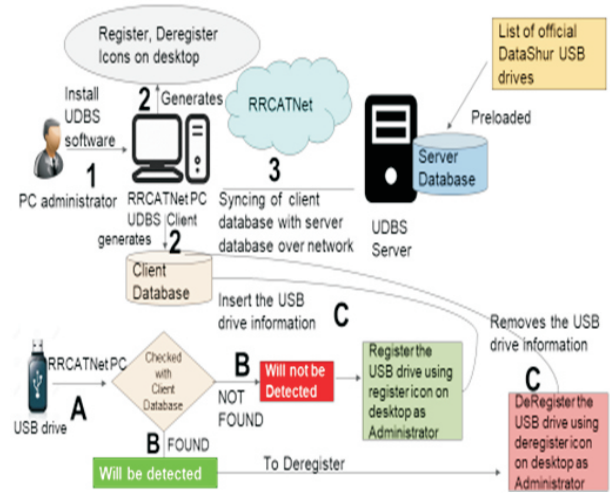 Register, Deregister
Icons on desktop
List of official
DataShur USB
drives
Install
UDBS
software
2
Generates
RRCATNet
Preloaded
1
PC administrator
RRCATNet PC
UDBS Client
3
Syncing of client
database with server
database over network
Server
Database
UDBS
Server
generates
2
Client
Database
Insert the USB
drive information
C
Removes the USB
drive information
RRCATNet PC
A
USB drive
Checked
with
Client
Database
B
NOT
FOUND
Will not be
Detected
Register the
USB drive using
register icon on
desktop as
Administrator
C
DeRegister the
USB drive using
deregister icon
on desktop as
Administrator
B
FOUND
Will be detected
To Deregister